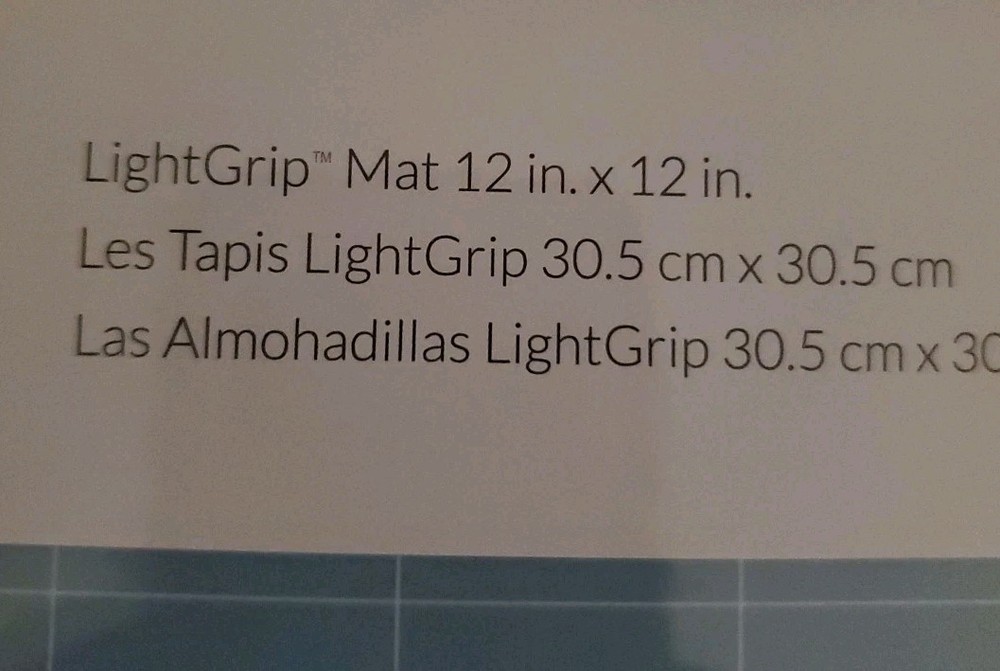 LightGrip™ Mat 12 in. x 12 in.
Les Tapis LightGrip 30.5 cm x 30.5 cm
Las Almohadillas LightGrip 30.5 cm x 30